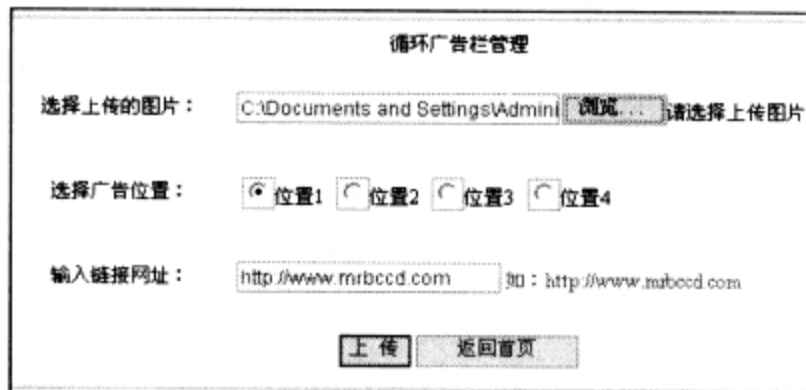 循环广告栏管理
选择上传的图片： C:\Documents and Settings\Admini 浏览... 请选择上传图片
选择广告位置： 位置1 位置2 位置3 位置4
输入链接网址： http://www.mrbccd.com 如：http://www.mrbccd.com
上 传 返回首页